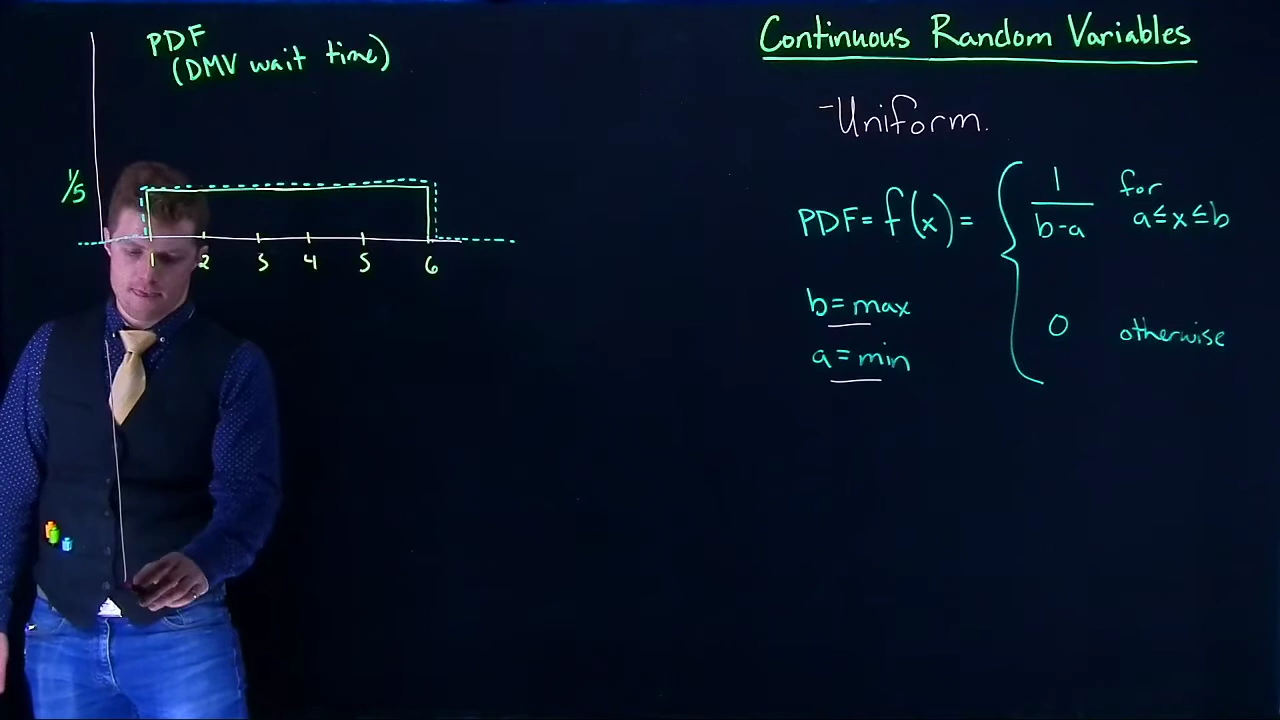 PDF
(DMV wait time)
1/5
1 2 3 4 5 6
Continuous Random Variables
-Uniform.
PDF = f(x) = { 1/(b-a) for a≤x≤b
0 otherwise
b = max
a = min